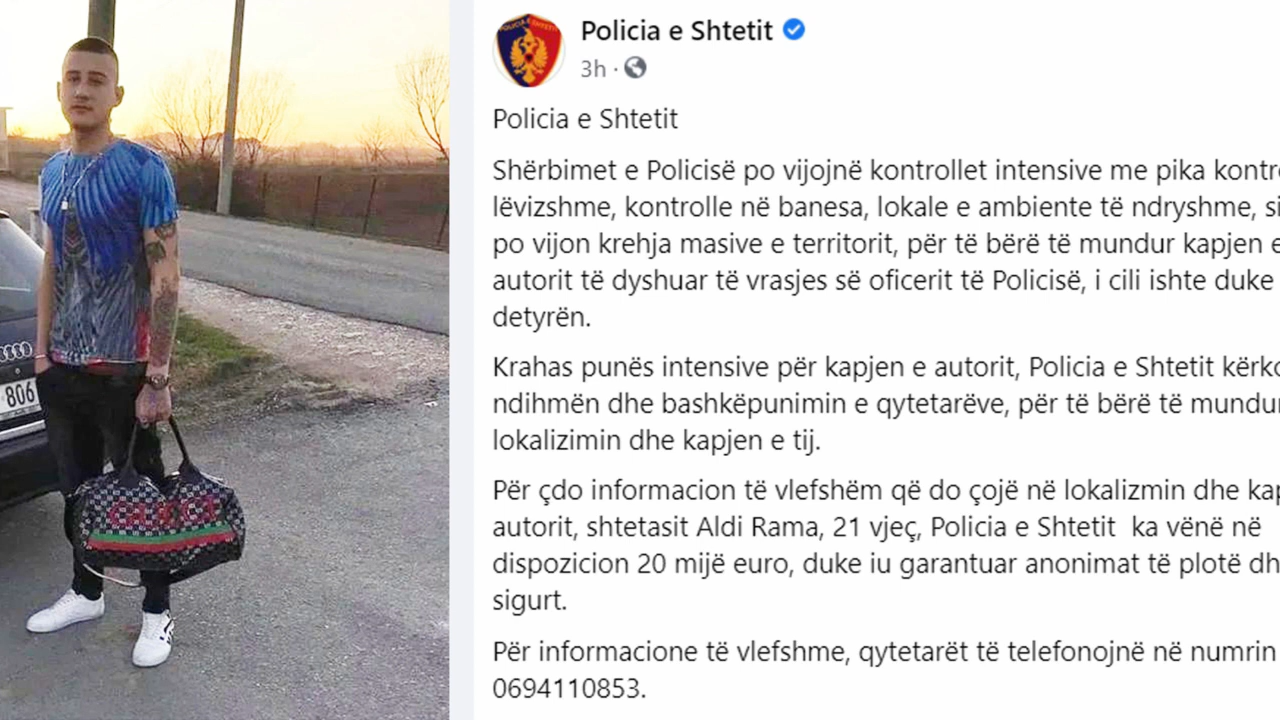 Policia e Shtetit
3h ·
Policia e Shtetit
Shërbimet e Policisë po vijojnë kontrollet intensive me pika
lëvizshme, kontrolle në banesa, lokale e ambiente të ndryshme,
po vijon krehja masive e territorit, për të bërë të mundur kapjen e
autorit të dyshuar të vrasjes së oficerit të Policisë, i cili ishte duke
detyrën.
Krahas punës intensive për kapjen e autorit, Policia e Shtetit
ndihmën dhe bashkëpunimin e qytetarëve, për të bërë të mundur
lokalizimin dhe kapjen e tij.
Për çdo informacion të vlefshëm që do çojë në lokalizmin dhe
autorit, shtetasit Aldi Rama, 21 vjeç, Policia e Shtetit ka vënë në
dispozicion 20 mijë euro, duke iu garantuar anonimat të plotë
sigurt.
Për informacione të vlefshme, qytetarët të telefonojnë në numrin
0694110853.
806
GUCCI